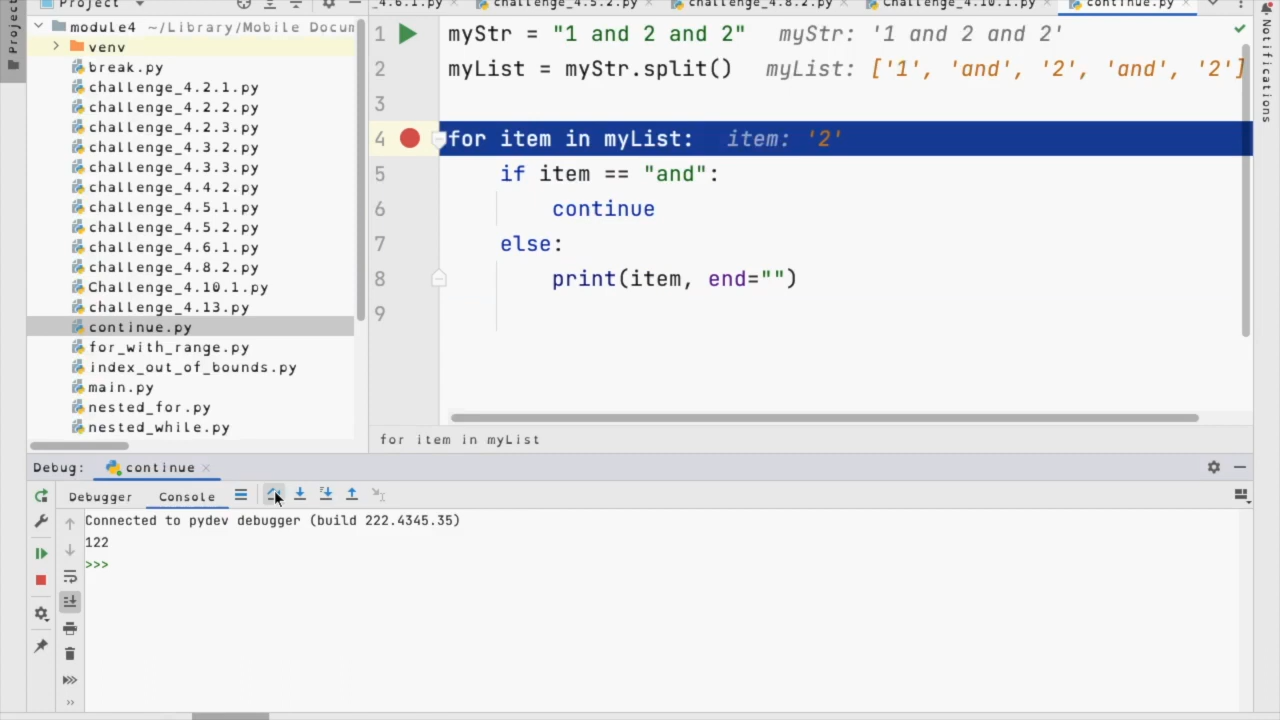 Project
_4.6.1.py
challenge_4.5.2.py
challenge_4.8.2.py
Challenge_4.10.1.py
continue.py
Project
module4 ~/Library/Mobile Docum
venv
break.py
challenge_4.2.1.py
challenge_4.2.2.py
challenge_4.2.3.py
challenge_4.3.2.py
challenge_4.3.3.py
challenge_4.4.2.py
challenge_4.5.1.py
challenge_4.5.2.py
challenge_4.6.1.py
challenge_4.8.2.py
Challenge_4.10.1.py
challenge_4.13.py
continue.py
for_with_range.py
index_out_of_bounds.py
main.py
nested_for.py
nested_while.py
1 myStr = "1 and 2 and 2" myStr: '1 and 2 and 2'
2 myList = myStr.split() myList: ['1', 'and', '2', 'and', '2']
3
4 for item in myList: item: '2'
5 if item == "and":
6 continue
7 else:
8 print(item, end="")
9
for item in myList
Notifications
Debug: continue
Debugger Console
Connected to pydev debugger (build 222.4345.35)
122
>>>